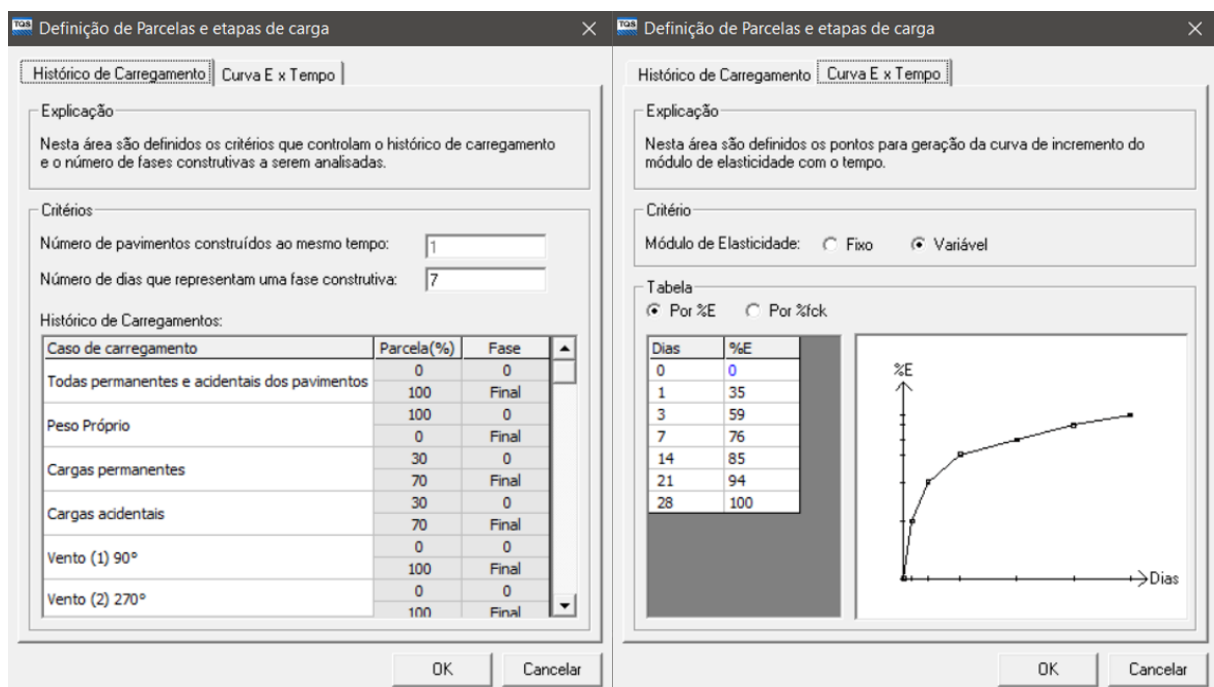 TQS Definição de Parcelas e etapas de carga
Histórico de Carregamento Curva E x Tempo
Explicação
Nesta área são definidos os critérios que controlam o histórico de carregamento
e o número de fases construtivas a serem analisadas.
Critérios
Número de pavimentos construídos ao mesmo tempo: 1
Número de dias que representam uma fase construtiva: 7
Histórico de Carregamentos:
Caso de carregamento Parcela(%) Fase
Todas permanentes e acidentais dos pavimentos 0 0
100 Final
Peso Próprio 100 0
0 Final
Cargas permanentes 30 0
70 Final
Cargas acidentais 30 0
70 Final
Vento (1) 90° 0 0
100 Final
Vento (2) 270° 0 0
100 Final
OK Cancelar
TQS Definição de Parcelas e etapas de carga
Histórico de Carregamento Curva E x Tempo
Explicação
Nesta área são definidos os pontos para geração da curva de incremento do
módulo de elasticidade com o tempo.
Critério
Módulo de Elasticidade: Fixo Variável
Tabela
Por %E Por %fck
Dias %E
0 0
1 35
3 59
7 76
14 85
21 94
28 100
%E
Dias
OK Cancelar